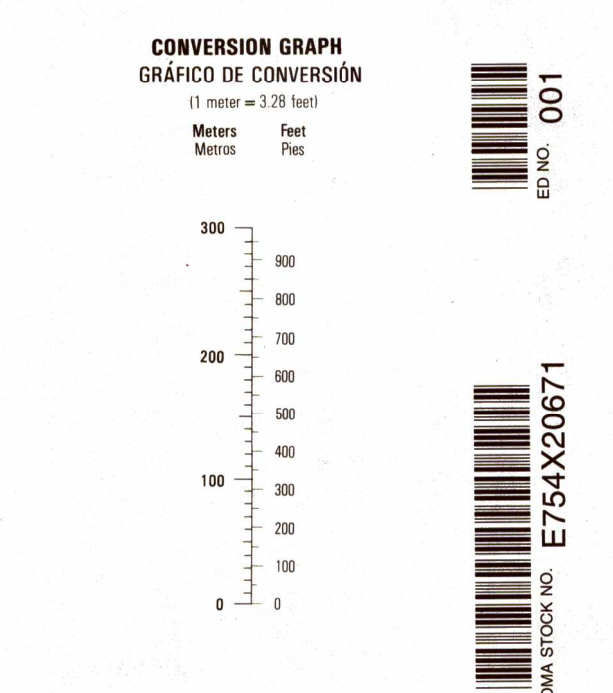 CONVERSION GRAPH
GRÁFICO DE CONVERSIÓN
(1 meter = 3.28 feet)
Meters Feet
Metros Pies
300
900
800
700
200
600
500
400
100
300
200
100
0 0
ED NO. 001
STOCK NO. E754X20671